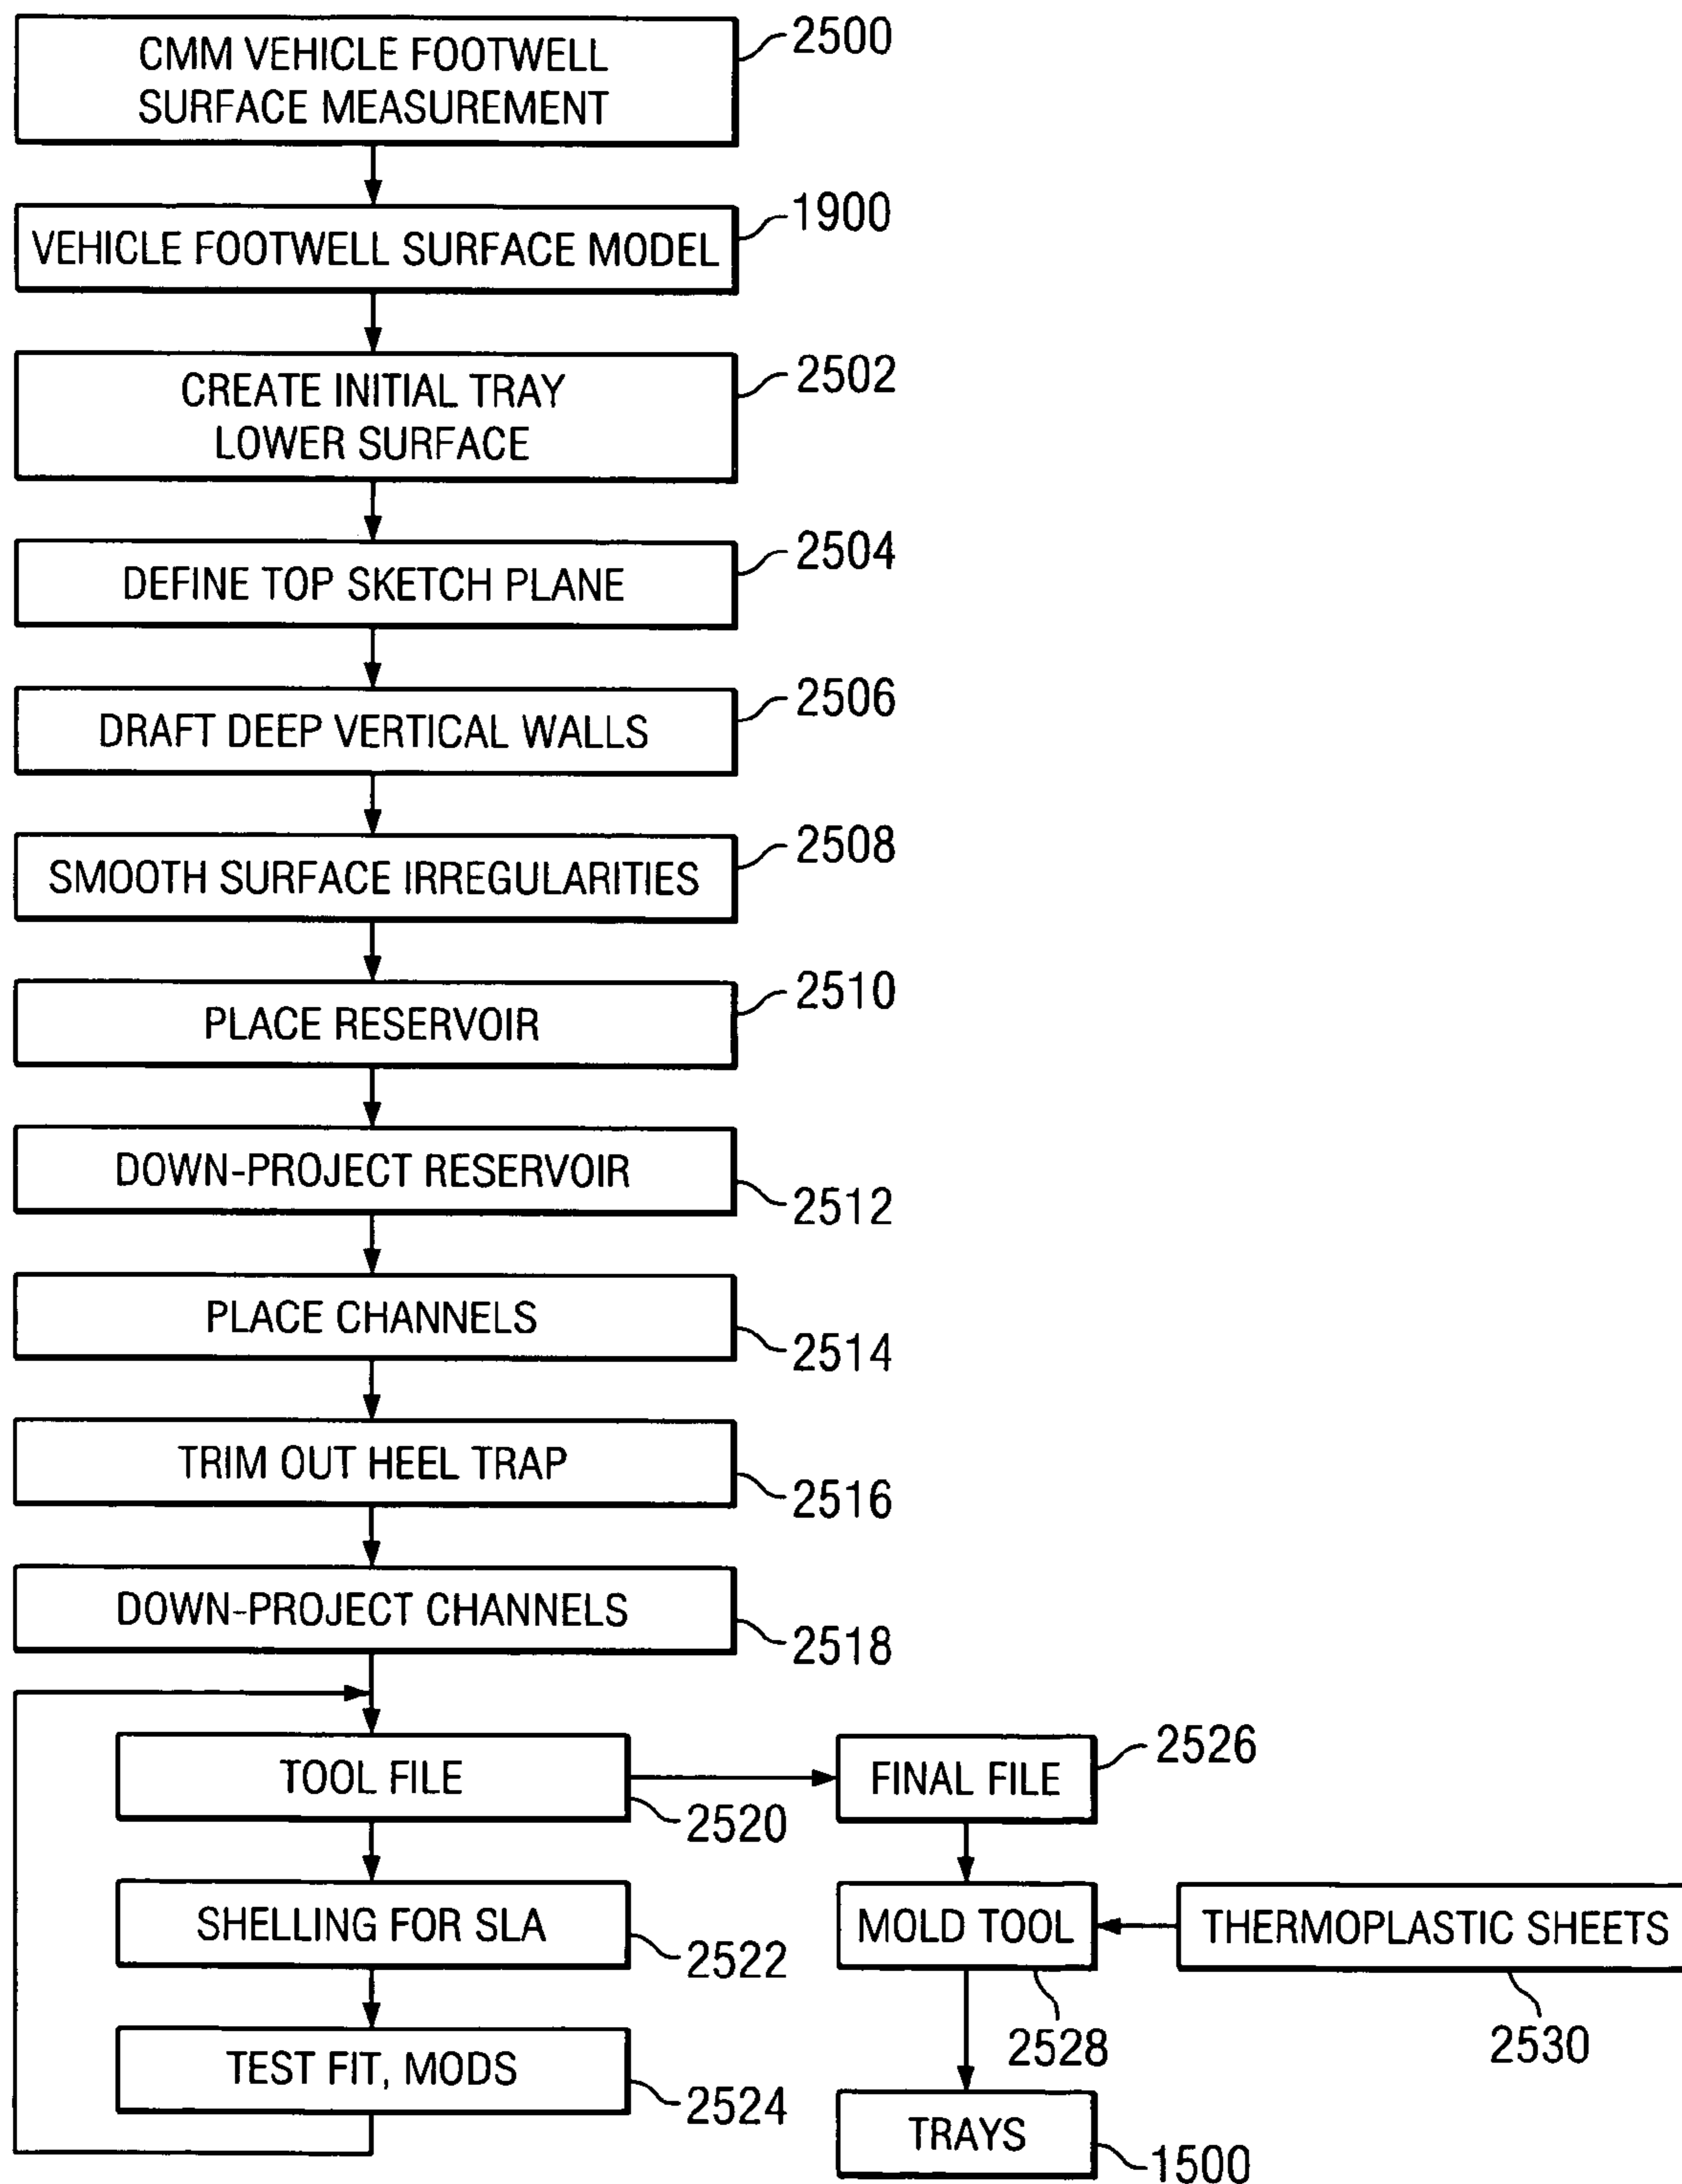 CMM VEHICLE FOOTWELL
SURFACE MEASUREMENT
2500
VEHICLE FOOTWELL SURFACE MODEL
1900
CREATE INITIAL TRAY
LOWER SURFACE
2502
DEFINE TOP SKETCH PLANE
2504
DRAFT DEEP VERTICAL WALLS
2506
SMOOTH SURFACE IRREGULARITIES
2508
PLACE RESERVOIR
2510
DOWN-PROJECT RESERVOIR
2512
PLACE CHANNELS
2514
TRIM OUT HEEL TRAP
2516
DOWN-PROJECT CHANNELS
2518
TOOL FILE
2520
FINAL FILE
2526
SHELLING FOR SLA
2522
MOLD TOOL
2528
THERMOPLASTIC SHEETS
2530
TEST FIT, MODS
2524
TRAYS
1500